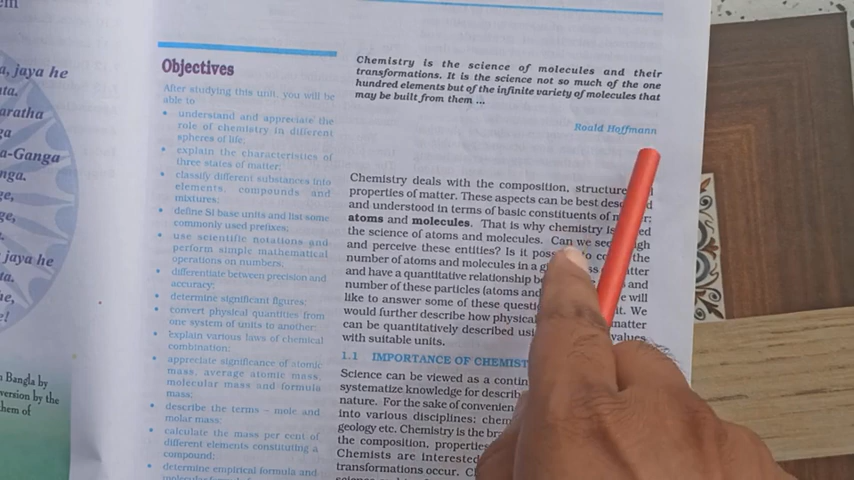 em
a, jaya he
ata.
aratha
ga
a-Ganga
nga.
ge,
ge,
jaya he
ta.
he,
e!
Bangla by
version by the
hem of
Objectives
After studying this unit, you will be
able to
• understand and appreciate the
role of chemistry in different
spheres of life;
• explain the characteristics of
three states of matter;
• classify different substances into
elements, compounds and
mixtures;
• define SI base units and list some
commonly used prefixes;
• use scientific notations and
perform simple mathematical
operations on numbers;
• differentiate between precision and
accuracy;
• determine significant figures;
• convert physical quantities from
one system of units to another;
• explain various laws of chemical
combination;
• appreciate significance of atomic
mass, average atomic mass,
molecular mass and formula
mass;
• describe the terms – mole and
molar mass;
• calculate the mass per cent of
different elements constituting a
compound;
• determine empirical formula and
Chemistry is the science of molecules and their
transformations. It is the science not so much of the one
hundred elements but of the infinite variety of molecules that
may be built from them ...
Roald Hoffmann
Chemistry deals with the composition, structure
properties of matter. These aspects can be best
and understood in terms of basic constituents of
atoms and molecules. That is why chemistry is
the science of atoms and molecules. Can we
and perceive these entities? Is it the
number of atoms and molecules in a
and have a quantitative relationship and
number of these particles (atoms will
like to answer some of these We
would further describe how matter
can be quantitatively described values
with suitable units.
1.1 IMPORTANCE OF
Science can be viewed as a
systematize knowledge for
nature. For the sake of
into various disciplines;
geology etc. Chemistry is the
the composition,
Chemists are interested
transformations occur.